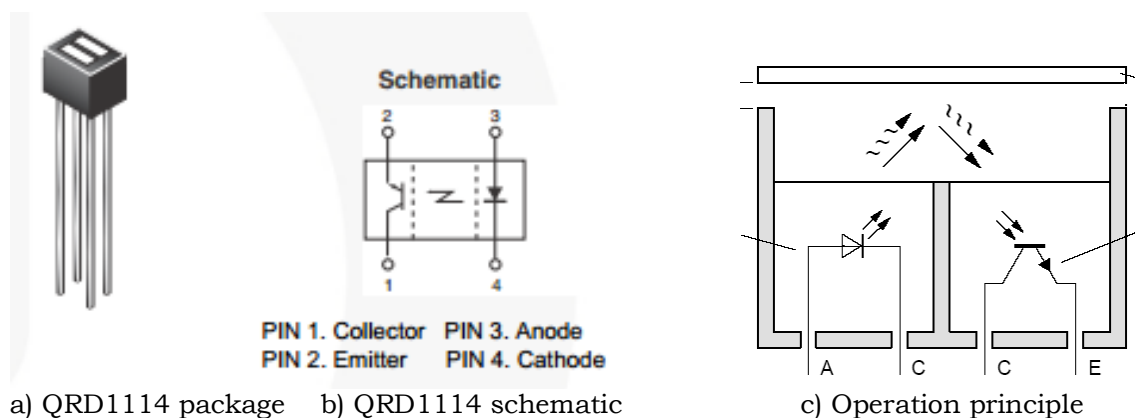 Schematic
2 3
1 4
PIN 1. Collector PIN 3. Anode
PIN 2. Emitter PIN 4. Cathode
A C C E
a) QRD1114 package b) QRD1114 schematic c) Operation principle